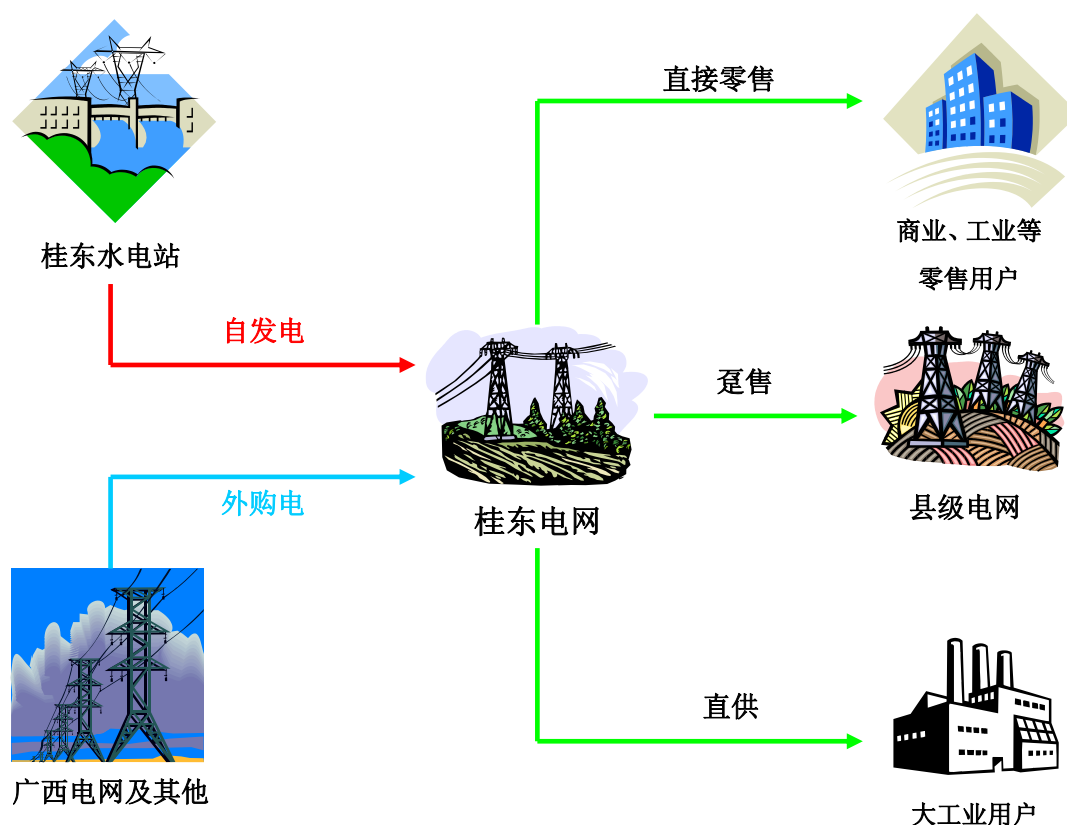 直接零售
商业、工业等
零售用户
桂东水电站
自发电
趸售
外购电
桂东电网
县级电网
直供
广西电网及其他
大工业用户